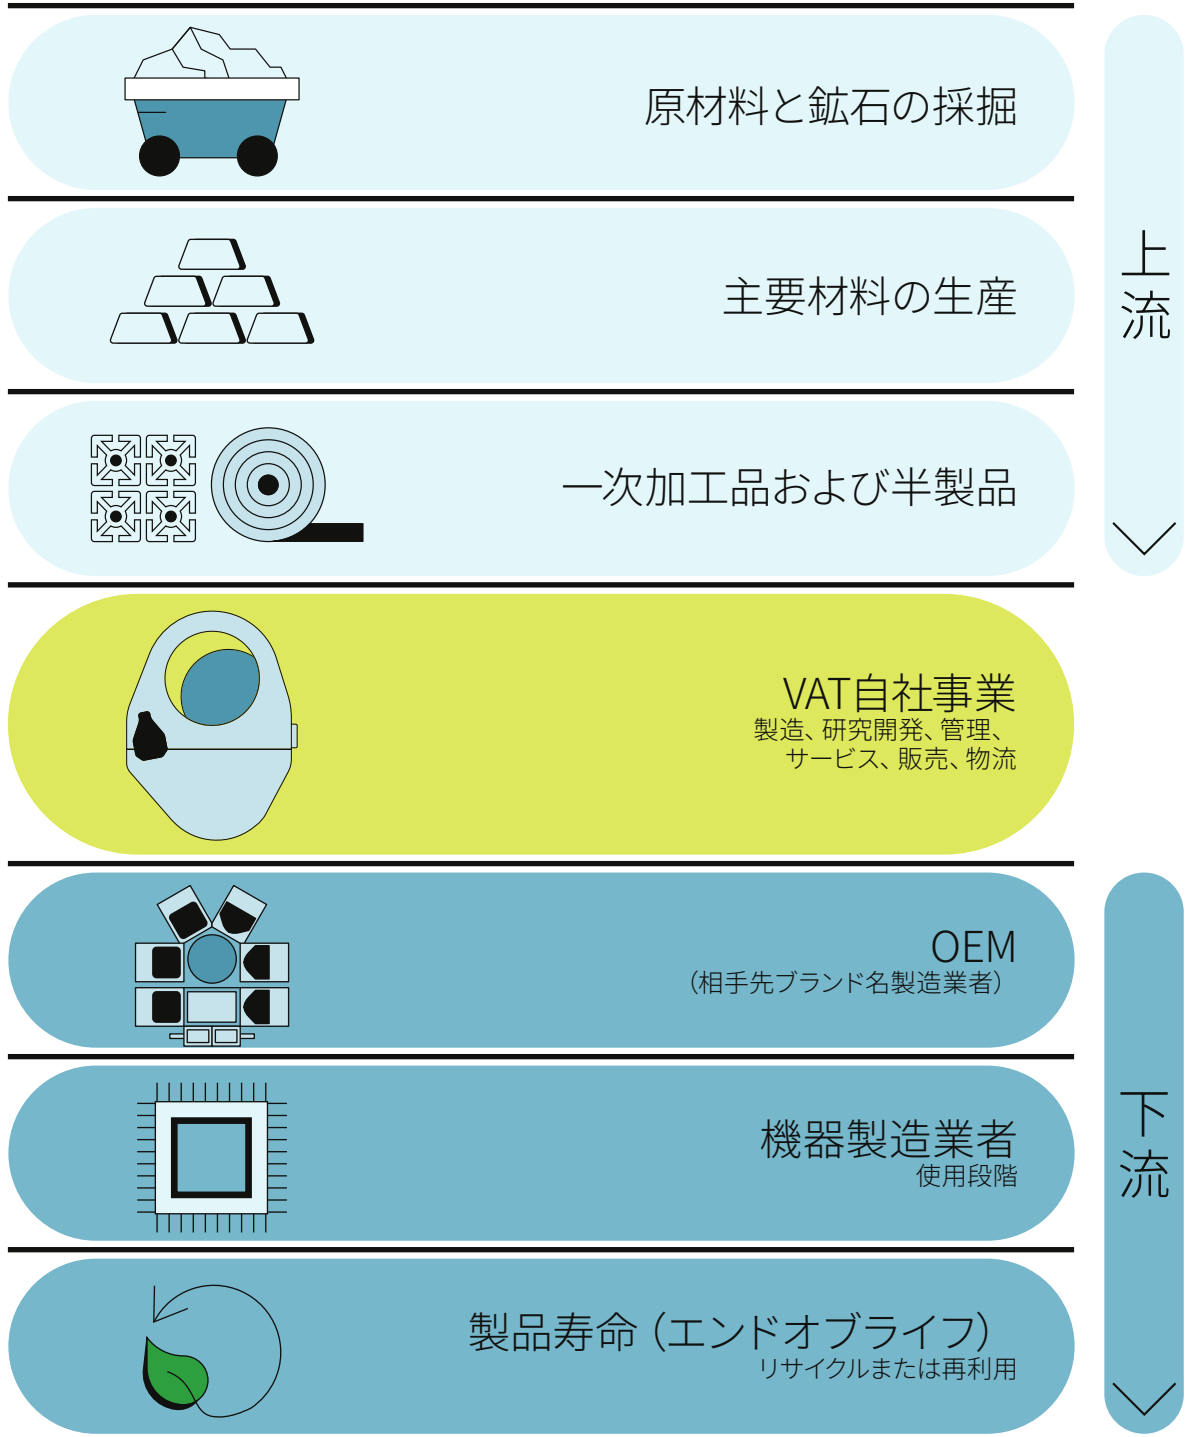 原材料と鉱石の採掘
主要材料の生産
一次加工品および半製品
上流
VAT自社事業
製造、研究開発、管理、
サービス、販売、物流
OEM
（相手先ブランド名製造業者）
機器製造業者
使用段階
製品寿命（エンドオブライフ）
リサイクルまたは再利用
下流